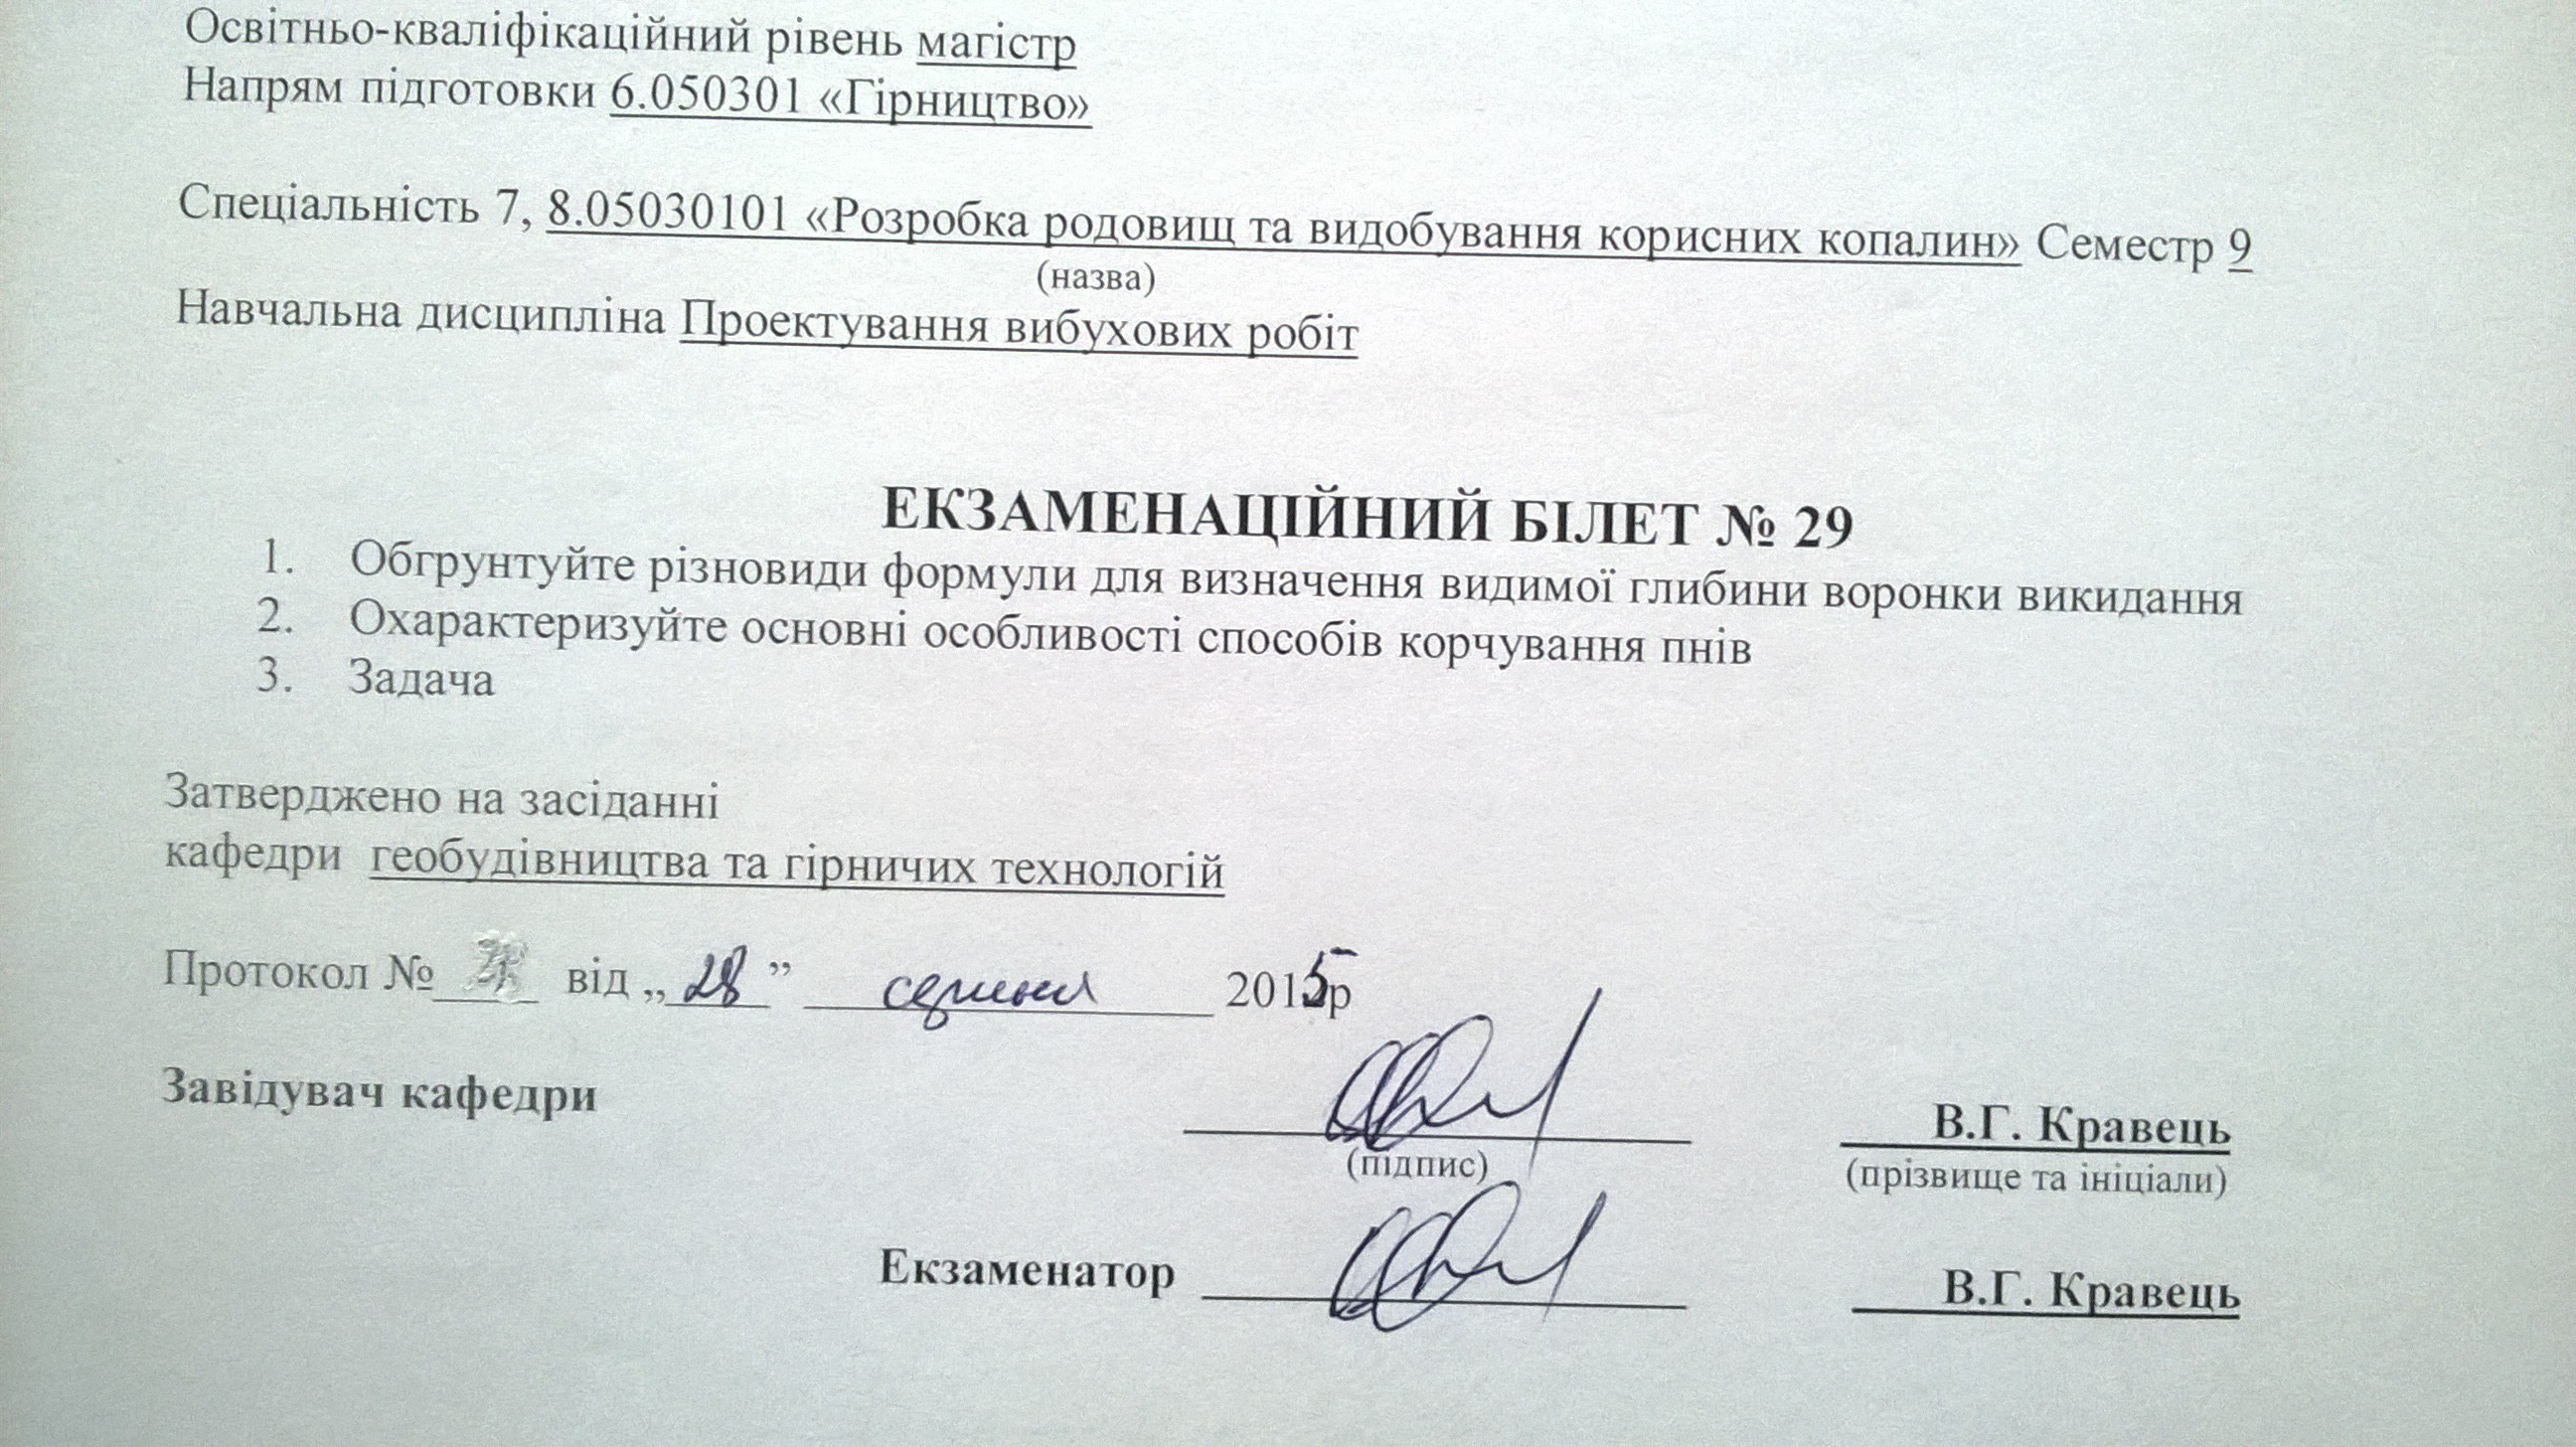 Освітньо-кваліфікаційний рівень магістр
Напрям підготовки 6.050301 «Гірництво»
Спеціальність 7, 8.05030101 «Розробка родовищ та видобування корисних копалин» Семестр 9
(назва)
Навчальна дисципліна Проектування вибухових робіт
ЕКЗАМЕНАЦІЙНИЙ БІЛЕТ № 29
1. Обгрунтуйте різновиди формули для визначення видимої глибини воронки викидання
2. Охарактеризуйте основні особливості способів корчування пнів
3. Задача
Затверджено на засіданні
кафедри геобудівництва та гірничих технологій
Протокол № від „28” серпня 2015р
Завідувач кафедри
В.Г. Кравець
(підпис) (прізвище та ініціали)
Екзаменатор В.Г. Кравець